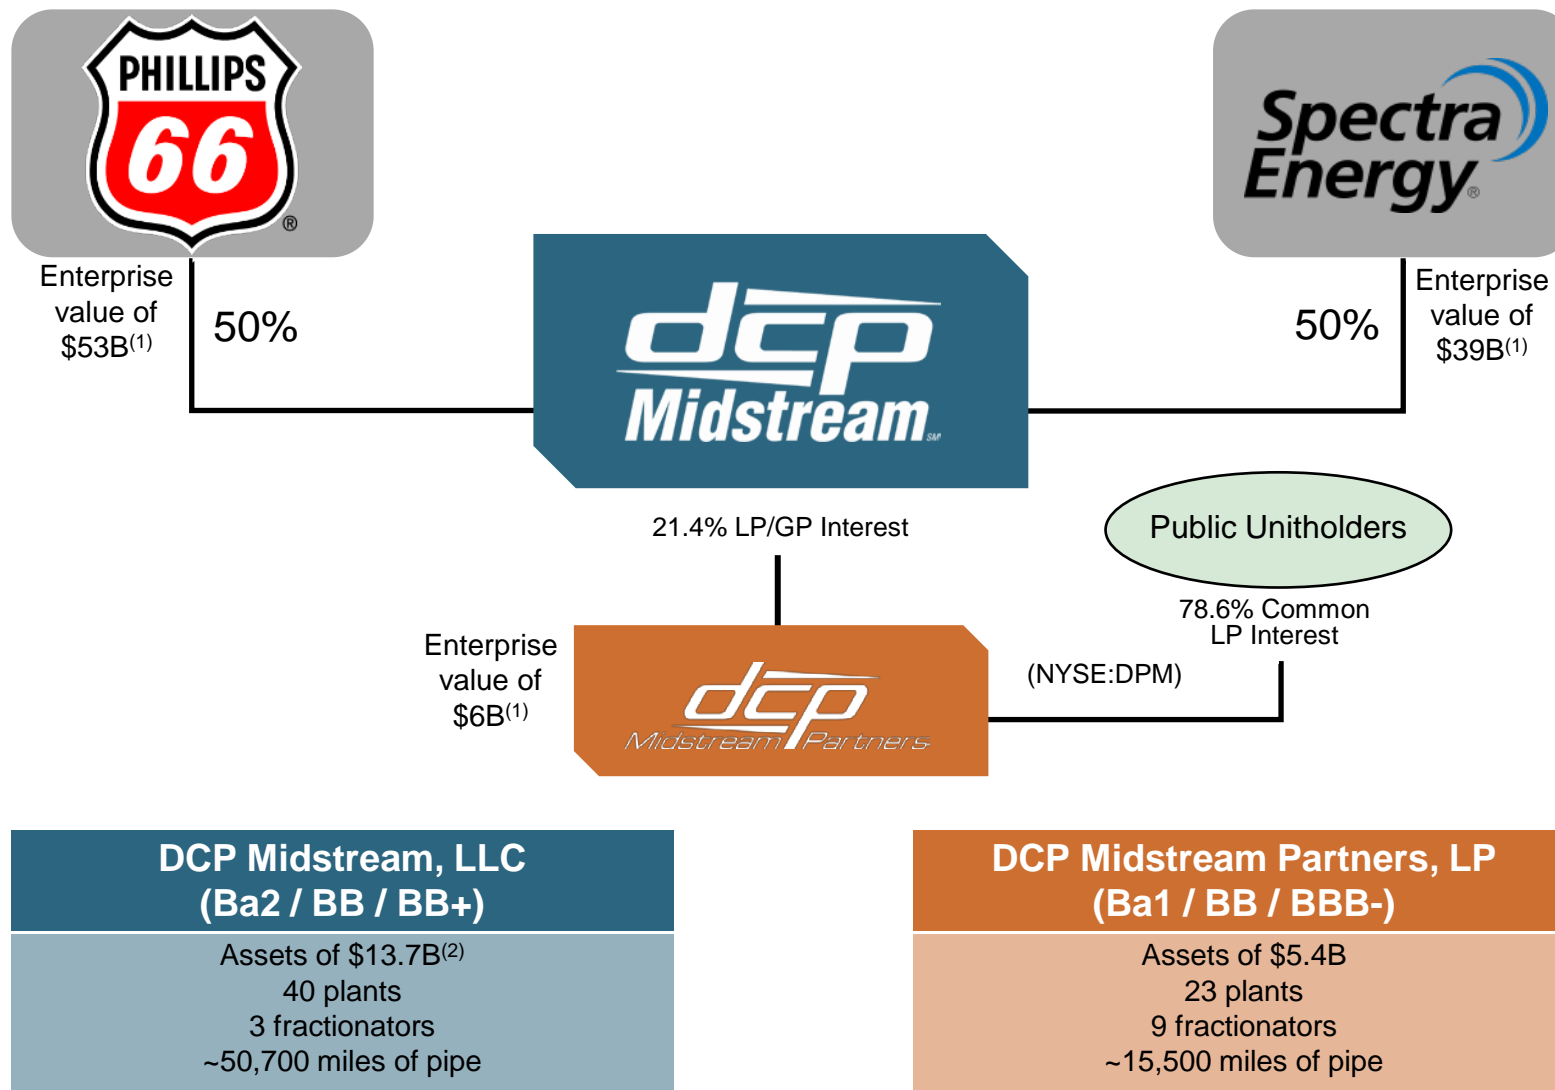 PHILLIPS
66
®
Spectra
Energy®
Enterprise
value of
$53B(1)
50%
50%
Enterprise
value of
$39B(1)
dcp
Midstream SM
21.4% LP/GP Interest
Public Unitholders
78.6% Common
LP Interest
Enterprise
value of
$6B(1)
dcp
Midstream Partners
(NYSE:DPM)
DCP Midstream, LLC
(Ba2 / BB / BB+)
Assets of $13.7B(2)
40 plants
3 fractionators
~50,700 miles of pipe
DCP Midstream Partners, LP
(Ba1 / BB / BBB-)
Assets of $5.4B
23 plants
9 fractionators
~15,500 miles of pipe